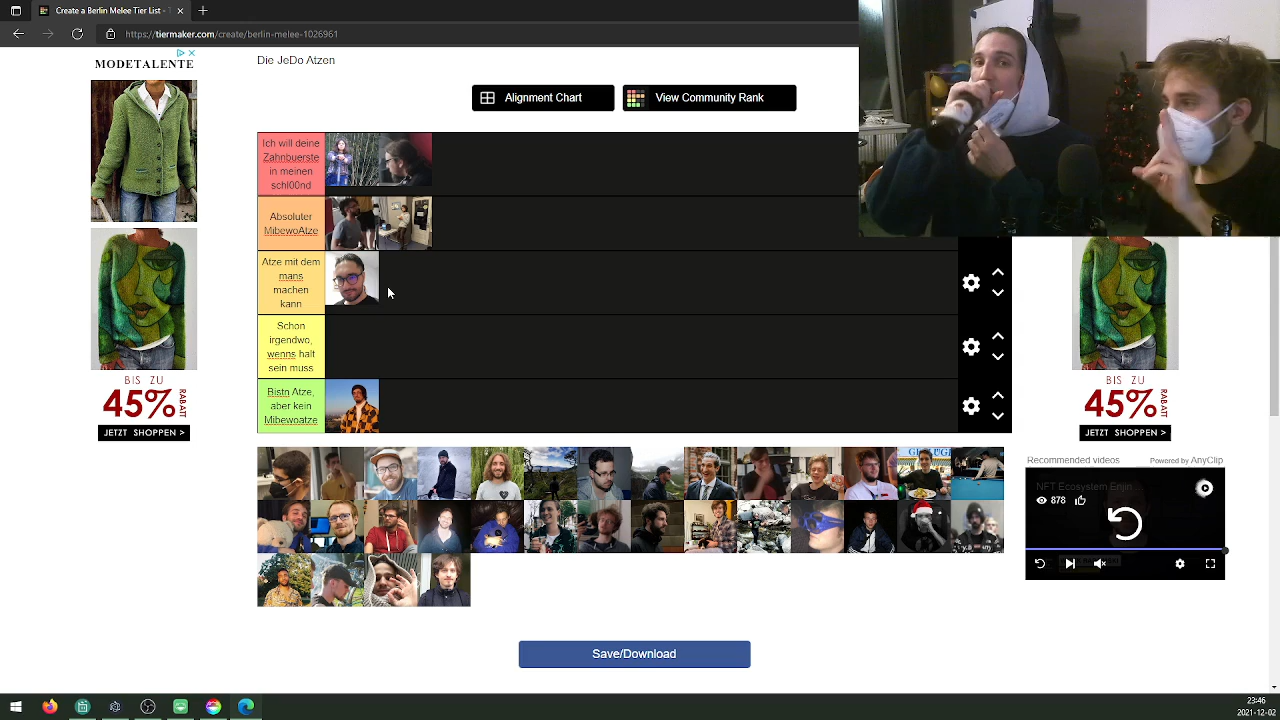 Create a Berlin Melee Tier List - T
https://tiermaker.com/create/berlin-melee-1026961
MODETALENTE
Die JeDo Atzen
Alignment Chart
View Community Rank
Ich will deine
Zahnbuerste
in meinen
schl00nd
Absoluter
MibewoAtze
Atze mit dem
mans
machen
kann
Schon
irgendwo,
wenns halt
sein muss
Bistn Atze,
aber kein
Mibewoatze
BIS ZU
45%
RABATT
JETZT SHOPPEN >
BIS ZU
45%
RABATT
JETZT SHOPPEN >
Recommended videos
Powered by AnyClip
NFT Ecosystem Enjin
878
Save/Download
23:46
2021-12-02